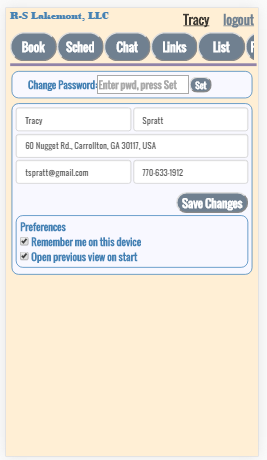 R-S Lakemont, LLC
Tracy logout
Book Sched Chat Links List
Change Password: Enter pwd, press Set Set
Tracy Spratt
60 Nugget Rd., Carrollton, GA 30117, USA
tspratt@gmail.com 770-633-1912
Save Changes
Preferences
Remember me on this device
Open previous view on start